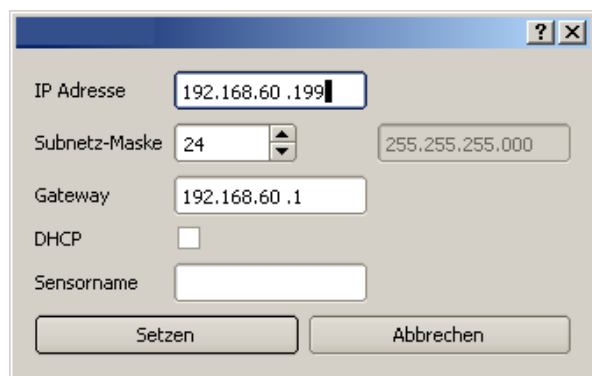 IP Adresse 192.168.60 .199
Subnetz-Maske 24 255.255.255.000
Gateway 192.168.60 .1
DHCP
Sensorname
Setzen Abbrechen